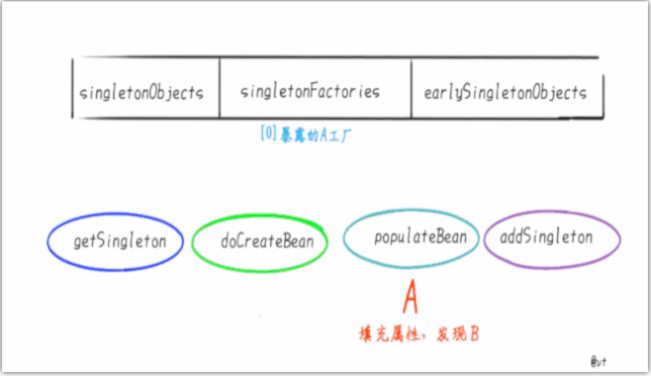 singletonObjects singletonFactories earlySingletonObjects
[0]暴露的A工厂
getSingleton doCreateBean populateBean addSingleton
A
填充属性，发现B